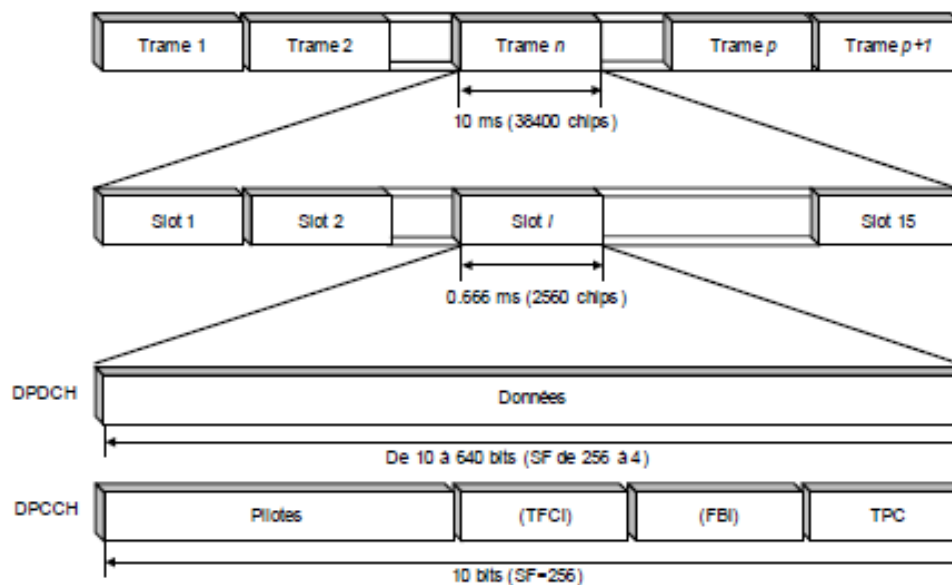 Trame 1 Trame 2 Trame n Trame p Trame p+1
10 ms (38400 chips)
Slot 1 Slot 2 Slot i Slot 15
0.666 ms (2560 chips)
DPDCH Données
De 10 à 640 bits (SF de 256 à 4)
DPCCH Pilotes (TFCI) (FBI) TPC
10 bits (SF=256)